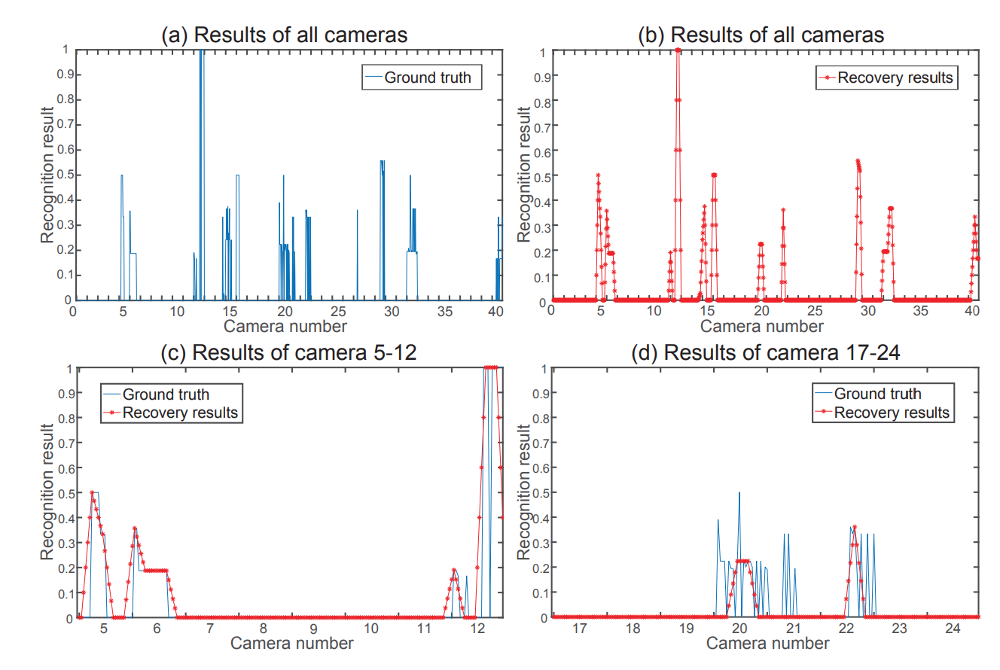 (a) Results of all cameras
1
0.9
0.8
0.7
0.6
0.5
0.4
0.3
0.2
0.1
0
Recognition result
Ground truth
0 5 10 15 20 25 30 35 40
Camera number
(b) Results of all cameras
1
0.9
0.8
0.7
0.6
0.5
0.4
0.3
0.2
0.1
0
Recognition result
Recovery results
0 5 10 15 20 25 30 35 40
Camera number
(c) Results of camera 5-12
1
0.9
0.8
0.7
0.6
0.5
0.4
0.3
0.2
0.1
0
Recognition result
Ground truth
Recovery results
5 6 7 8 9 10 11 12
Camera number
(d) Results of camera 17-24
1
0.9
0.8
0.7
0.6
0.5
0.4
0.3
0.2
0.1
0
Recognition result
Ground truth
Recovery results
17 18 19 20 21 22 23 24
Camera number